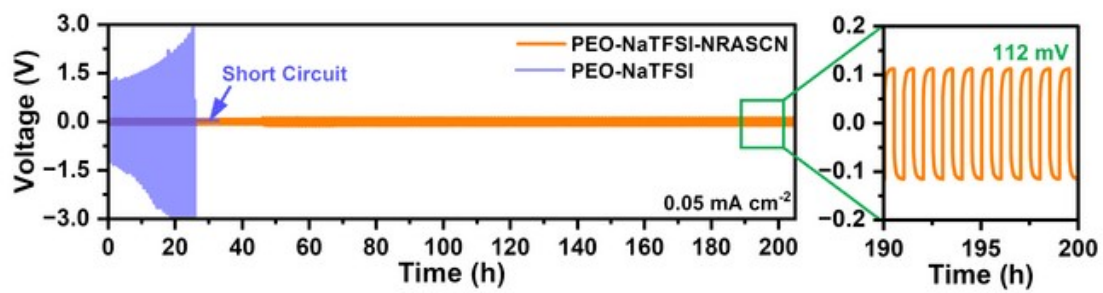 PEO-NaTFSI-NRASCN
PEO-NaTFSI
Short Circuit
0.05 mA cm-2
Voltage (V)
3.0
1.5
0.0
−1.5
−3.0
0 20 40 60 80 100 120 140 160 180 200
Time (h)
112 mV
0.2
0.1
0.0
−0.1
−0.2
190 195 200
Time (h)